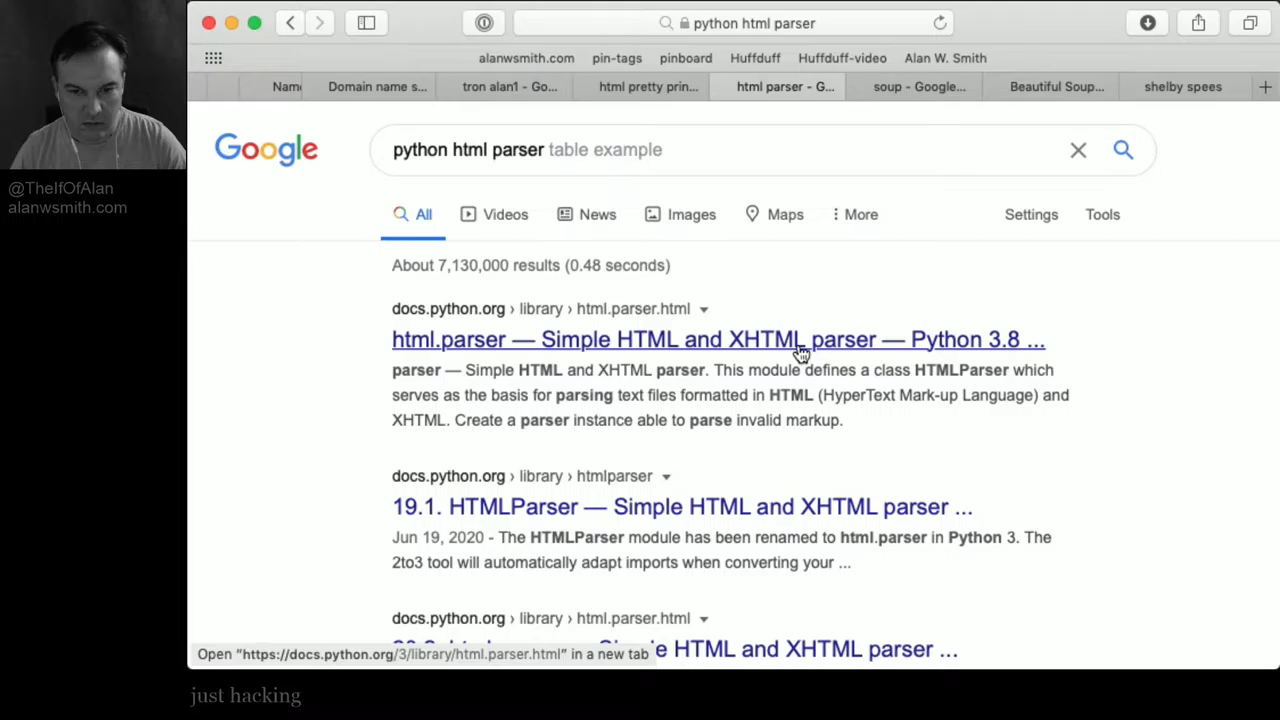 python html parser
alanwsmith.com pin-tags pinboard Huffduff Huffduff-video Alan W. Smith
Name Domain name s... tron alan1 - Go... html pretty prin... html parser - G... soup - Google... Beautiful Soup... shelby spees
Google python html parser table example
@TheIfOfAlan
alanwsmith.com
All Videos News Images Maps More Settings Tools
About 7,130,000 results (0.48 seconds)
docs.python.org › library › html.parser.html
html.parser — Simple HTML and XHTML parser — Python 3.8 ...
parser — Simple HTML and XHTML parser. This module defines a class HTMLParser which
serves as the basis for parsing text files formatted in HTML (HyperText Mark-up Language) and
XHTML. Create a parser instance able to parse invalid markup.
docs.python.org › library › htmlparser
19.1. HTMLParser — Simple HTML and XHTML parser ...
Jun 19, 2020 - The HTMLParser module has been renamed to html.parser in Python 3. The
2to3 tool will automatically adapt imports when converting your ...
docs.python.org › library › html.parser.html
HTML and XHTML parser ...
Open "https://docs.python.org/3/library/html.parser.html" in a new tab
just hacking